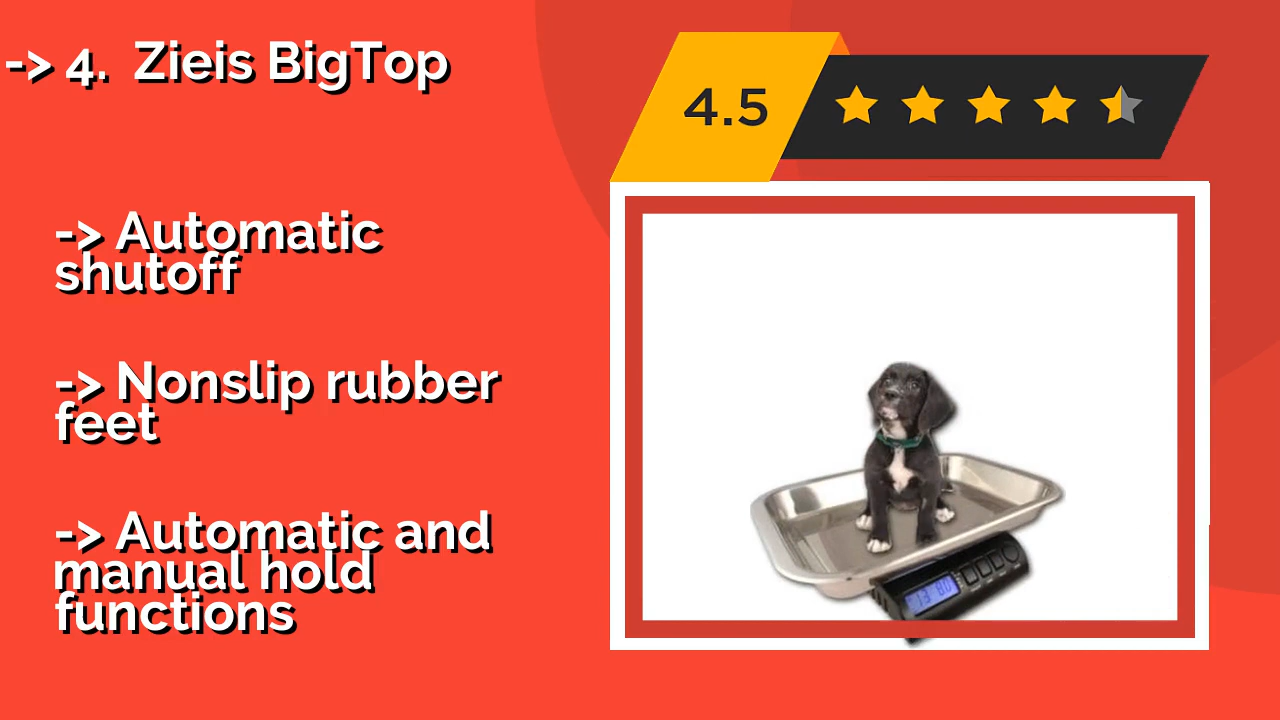 -> 4.  Zieis BigTop
4.5
-> Automatic
shutoff
-> Nonslip rubber
feet
-> Automatic and
manual hold
functions